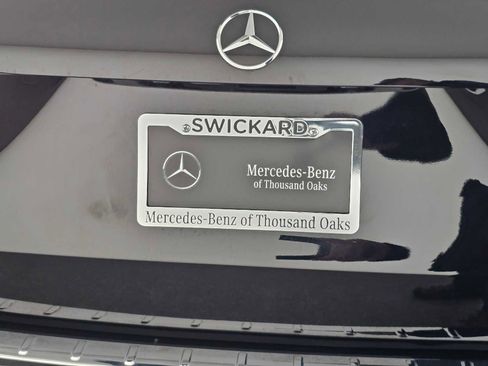 SWICKARD
Mercedes-Benz
of Thousand Oaks
Mercedes-Benz of Thousand Oaks